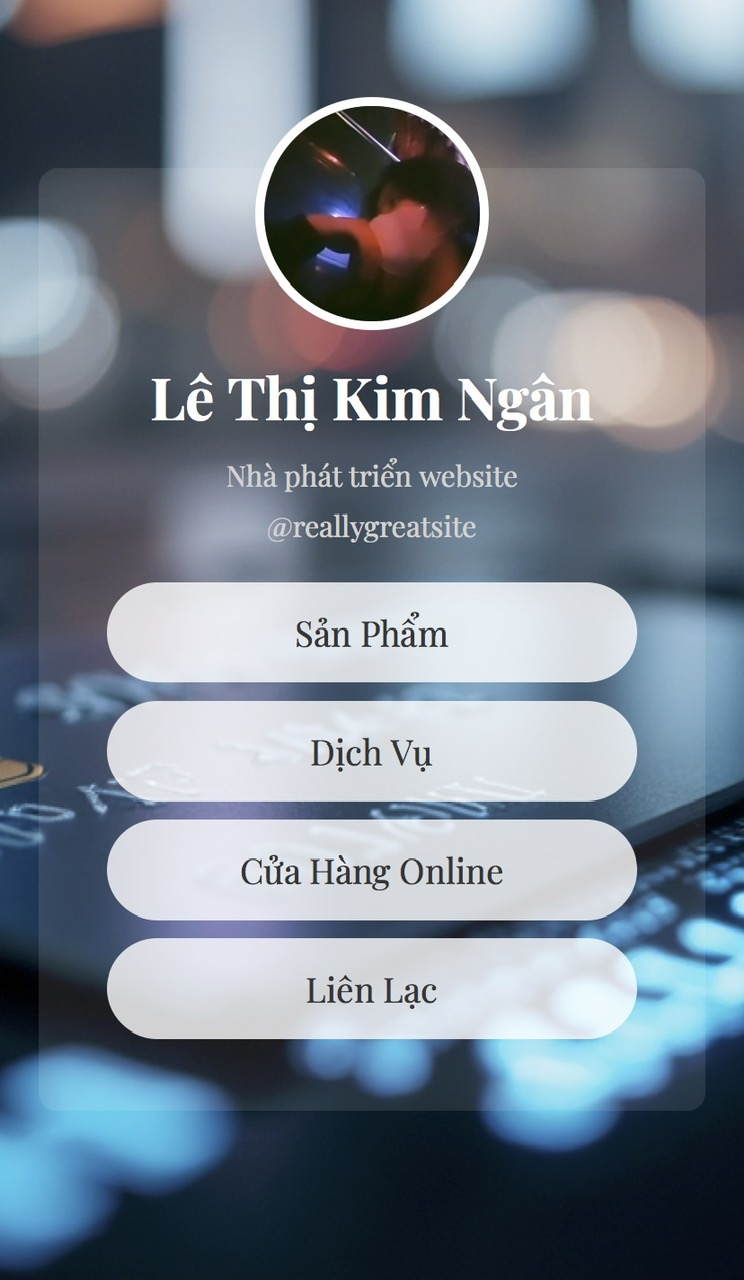 Lê Thị Kim Ngân
Nhà phát triển website
@reallygreatsite
Sản Phẩm
Dịch Vụ
Cửa Hàng Online
Liên Lạc